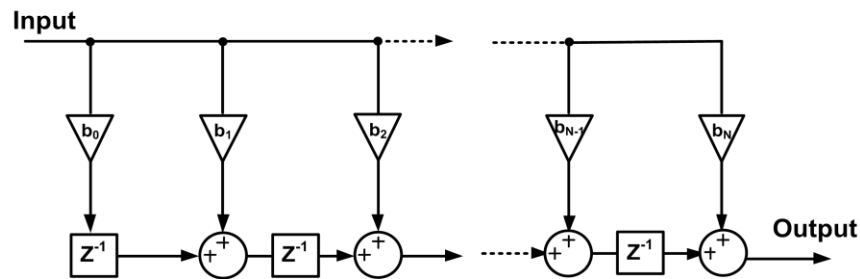 Input
b₀ b₁ b₂ bN-1 bN
Z⁻¹ + + Z⁻¹ + + + + Z⁻¹ + +
Output